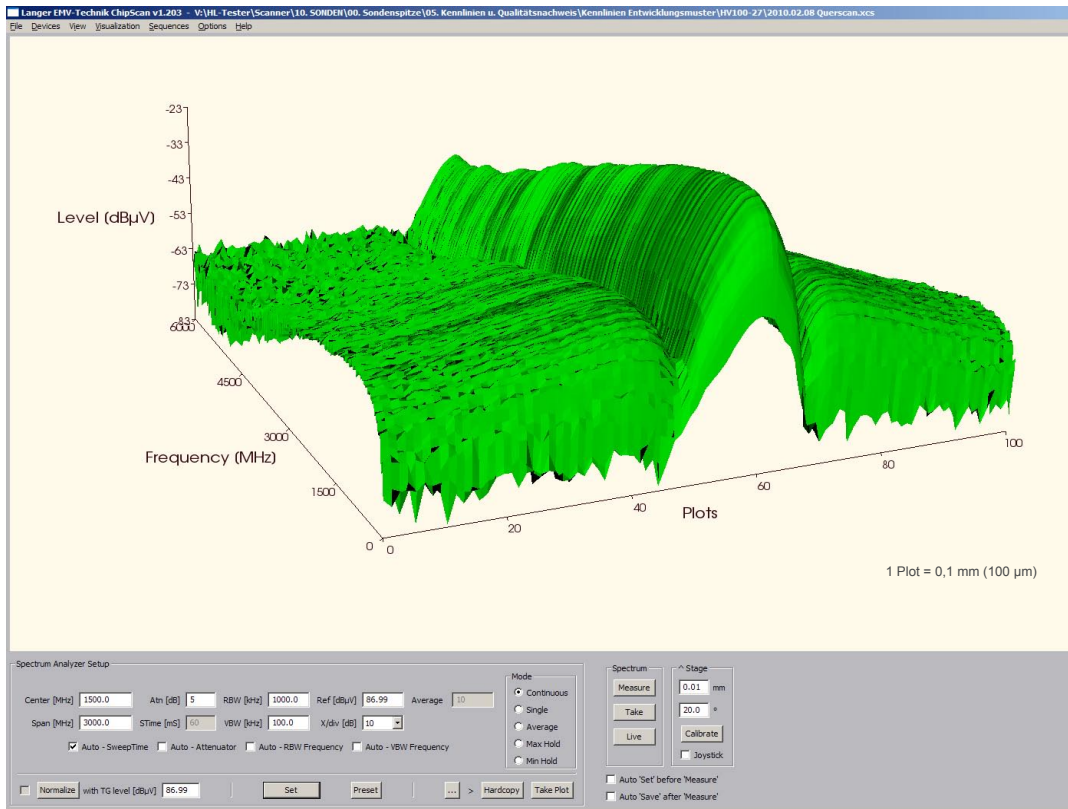 Langer EMV-Technik ChipScan v1.203 - V:\HL-Tester\Scanner\10. SONDEN\00. Sondenspitze\05. Kennlinien u. Qualitätsnachweis\Kennlinien Entwicklungsmuster\HV100-27\2010.02.08 Querscan.xcs
File Devices View Visualization Sequences Options Help
-23
-33
-43
Level [dBµV] -53
-63
-73
-83
6000
4500
3000
Frequency [MHz]
1500
0 0
20
40
Plots
60
80
100
1 Plot = 0,1 mm (100 µm)
Spectrum Analyzer Setup
Center [MHz] 1500.0 Atn [dB] 5 RBW [kHz] 1000.0 Ref [dBµV] 86.99 Average 10
Span [MHz] 3000.0 STime [mS] 60 VBW [kHz] 100.0 X/div [dB] 10
Auto - SweepTime Auto - Attenuator Auto - RBW Frequency Auto - VBW Frequency
Mode
Continuous
Single
Average
Max Hold
Min Hold
Normalize with TG level [dBµV] 86.99 Set Preset ... > Hardcopy Take Plot
Spectrum
Measure
Take
Live
^ Stage
0.01 mm
20.0 °
Calibrate
Joystick
Auto 'Set' before 'Measure'
Auto 'Save' after 'Measure'